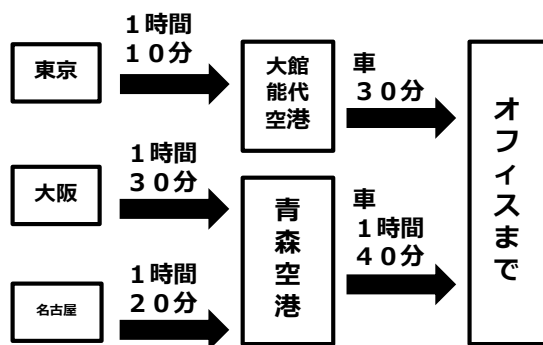 東京
１時間
１０分
大館
能代
空港
車
３０分
大阪
１時間
３０分
青森空港
車
１時間
４０分
名古屋
１時間
２０分
オフィスまで